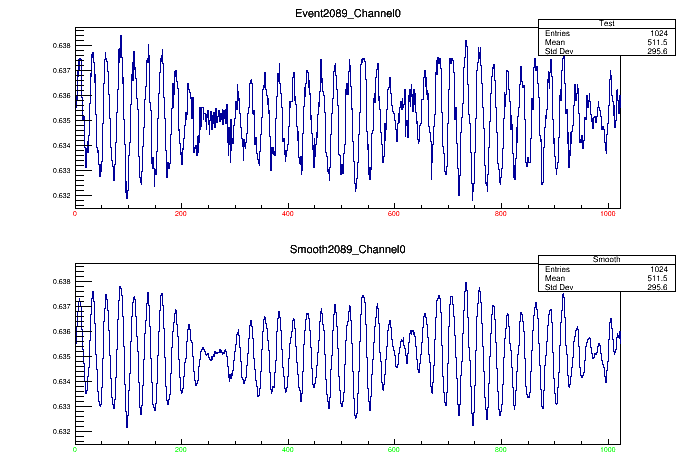 Event2089_Channel0
Test
Entries 1024
Mean 511.5
Std Dev 295.6
0.638
0.637
0.636
0.635
0.634
0.633
0.632
0 200 400 600 800 1000
Smooth2089_Channel0
Smooth
Entries 1024
Mean 511.5
Std Dev 295.6
0.638
0.637
0.636
0.635
0.634
0.633
0.632
0 200 400 600 800 1000